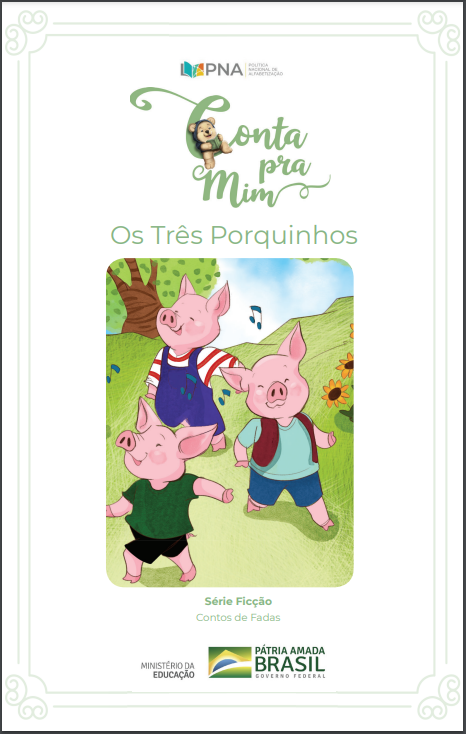 PNA
POLÍTICA
NACIONAL DE
ALFABETIZAÇÃO
Conta
pra
Mim
Os Três Porquinhos
Série Ficção
Contos de Fadas
MINISTÉRIO DA
EDUCAÇÃO
PÁTRIA AMADA
BRASIL
GOVERNO FEDERAL